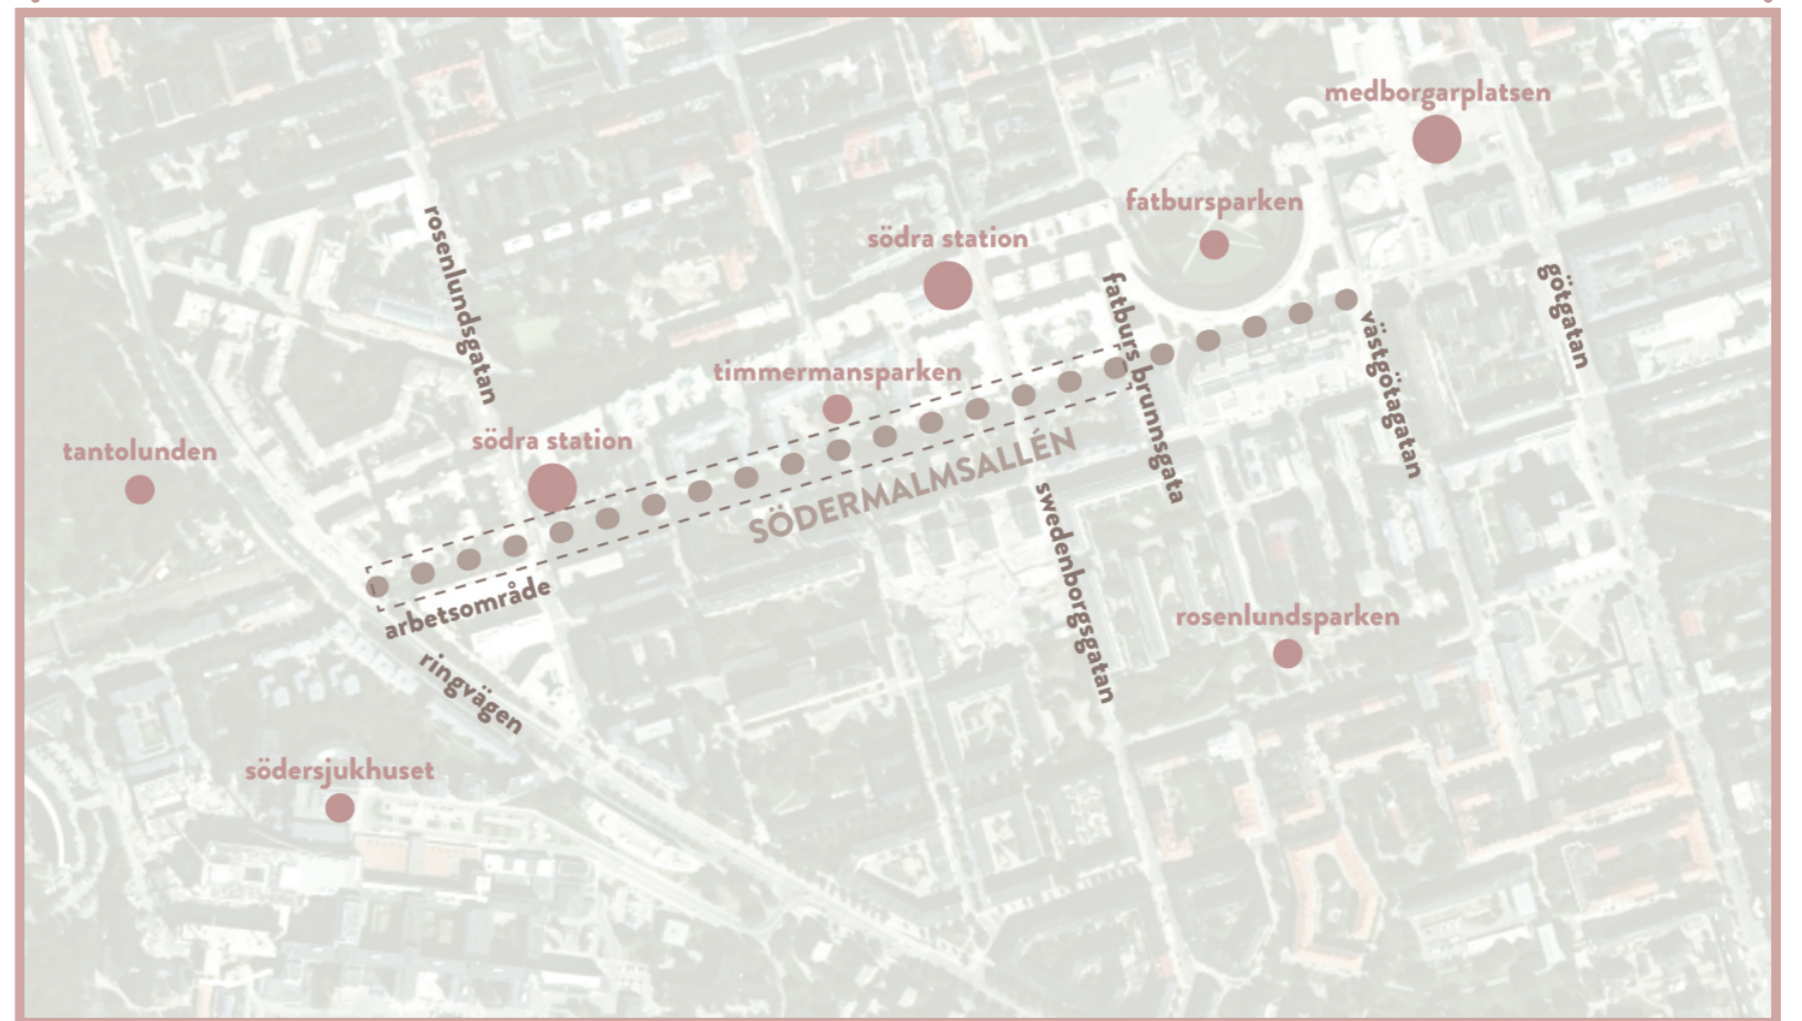 medborgarplatsen
fatbursparken
rosenlundsgatan
södra station
fatburs brunnsgata
götgatan
västgötagatan
timmermansparken
södra station
tantolunden
SÖDERMALMSALLÉN
swedenborgsgatan
arbetsområde
rosenlundsparken
ringvägen
södersjukhuset